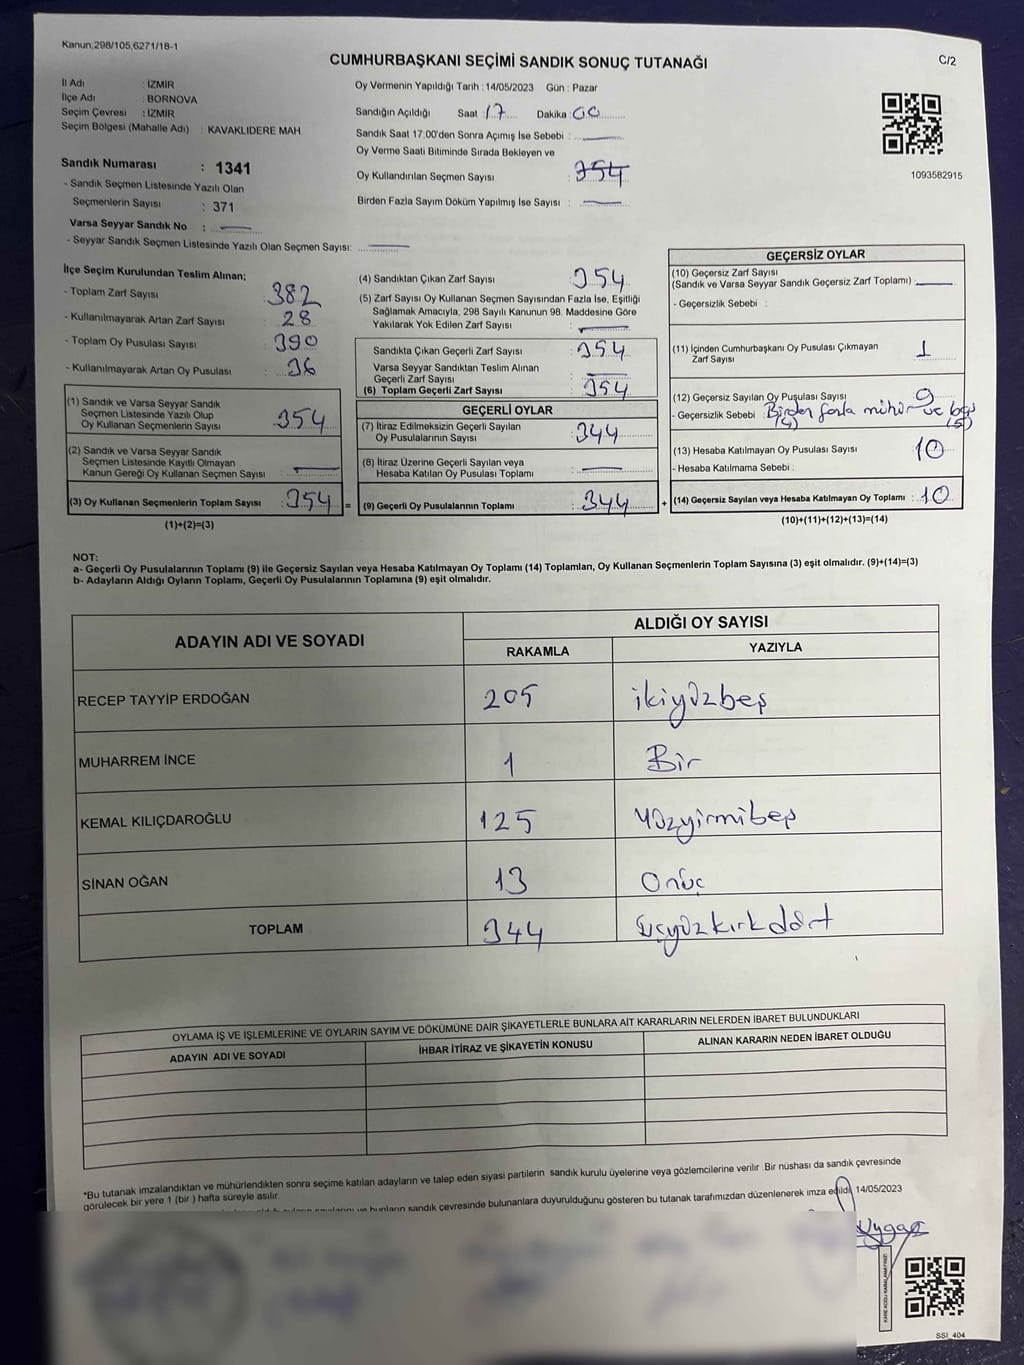 Kanun;298/105,6271/18-1
CUMHURBAŞKANI SEÇİMİ SANDIK SONUÇ TUTANAĞI
C/2
İl Adı : İZMİR
İlçe Adı : BORNOVA
Seçim Çevresi : İZMİR
Seçim Bölgesi (Mahalle Adı) : KAVAKLIDERE MAH
Sandık Numarası : 1341
- Sandık Seçmen Listesinde Yazılı Olan
Seçmenlerin Sayısı : 371
Varsa Seyyar Sandık No :
- Seyyar Sandık Seçmen Listesinde Yazılı Olan Seçmen Sayısı:
Oy Vermenin Yapıldığı Tarih : 14/05/2023 Gün : Pazar
Sandığın Açıldığı Saat : 17 Dakika : 00
Sandık Saat 17:00'den Sonra Açımış İse Sebebi :
Oy Verme Saati Bitiminde Sırada Bekleyen ve
Oy Kullandırılan Seçmen Sayısı : 354
Birden Fazla Sayım Döküm Yapılmış İse Sayısı :
1093582915
İlçe Seçim Kurulundan Teslim Alınan;
- Toplam Zarf Sayısı : 382
- Kullanılmayarak Artan Zarf Sayısı : 28
- Toplam Oy Pusulası Sayısı : 390
- Kullanılmayarak Artan Oy Pusulası : 36
(1) Sandık ve Varsa Seyyar Sandık
Seçmen Listesinde Yazılı Olup
Oy Kullanan Seçmenlerin Sayısı : 354
(2) Sandık ve Varsa Seyyar Sandık
Seçmen Listesinde Kayıtlı Olmayan
Kanun Gereği Oy Kullanan Seçmen Sayısı :
(3) Oy Kullanan Seçmenlerin Toplam Sayısı : 354 =
(1)+(2)=(3)
(4) Sandıktan Çıkan Zarf Sayısı : 354
(5) Zarf Sayısı Oy Kullanan Seçmen Sayısından Fazla İse, Eşitliği
Sağlamak Amacıyla, 298 Sayılı Kanunun 98. Maddesine Göre
Yakılarak Yok Edilen Zarf Sayısı :
Sandıkta Çıkan Geçerli Zarf Sayısı : 354
Varsa Seyyar Sandıktan Teslim Alınan
Geçerli Zarf Sayısı :
(6) Toplam Geçerli Zarf Sayısı : 354
GEÇERLİ OYLAR
(7) İtiraz Edilmeksizin Geçerli Sayılan
Oy Pusulalarının Sayısı : 344
(8) İtiraz Üzerine Geçerli Sayılan veya
Hesaba Katılan Oy Pusulası Toplamı :
(9) Geçerli Oy Pusulalarının Toplamı : 344 +
GEÇERSİZ OYLAR
(10) Geçersiz Zarf Sayısı
(Sandık ve Varsa Seyyar Sandık Geçersiz Zarf Toplamı) :
- Geçersizlik Sebebi :
(11) İçinden Cumhurbaşkanı Oy Pusulası Çıkmayan
Zarf Sayısı : 1
(12) Geçersiz Sayılan Oy Pusulası Sayısı : 9
- Geçersizlik Sebebi : Birden fazla mühür ve boş
(4) (5)
(13) Hesaba Katılmayan Oy Pusulası Sayısı : 10
- Hesaba Katılmama Sebebi :
(14) Geçersiz Sayılan veya Hesaba Katılmayan Oy Toplamı : 10
(10)+(11)+(12)+(13)=(14)
NOT:
a- Geçerli Oy Pusulalarının Toplamı (9) ile Geçersiz Sayılan veya Hesaba Katılmayan Oy Toplamı (14) Toplamları, Oy Kullanan Seçmenlerin Toplam Sayısına (3) eşit olmalıdır. (9)+(14)=(3)
b- Adayların Aldığı Oyların Toplamı, Geçerli Oy Pusulalarının Toplamına (9) eşit olmalıdır.
ADAYIN ADI VE SOYADI
ALDIĞI OY SAYISI
RAKAMLA YAZIYLA
RECEP TAYYİP ERDOĞAN 205 ikiyüzbeş
MUHARREM İNCE 1 Bir
KEMAL KILIÇDAROĞLU 125 Yüzyirmibeş
SİNAN OĞAN 13 Onüç
TOPLAM 344 üçyüzkırkdört
OYLAMA İŞ VE İŞLEMLERİNE VE OYLARIN SAYIM VE DÖKÜMÜNE DAİR ŞİKAYETLERLE BUNLARA AİT KARARLARIN NELERDEN İBARET BULUNDUKLARI
ADAYIN ADI VE SOYADI İHBAR İTİRAZ VE ŞİKAYETİN KONUSU ALINAN KARARIN NEDEN İBARET OLDUĞU
*Bu tutanak imzalandıktan ve mühürlendikten sonra seçime katılan adayların ve talep eden siyasi partilerin sandık kurulu üyelerine veya gözlemcilerine verilir. Bir nüshası da sandık çevresinde
görülecek bir yere 1 (bir ) hafta süreyle asılır.
ve bunların sandık çevresinde bulunanlara duyurulduğunu gösteren bu tutanak tarafımızdan düzenlenerek imza edildi. 14/05/2023
SSI_404